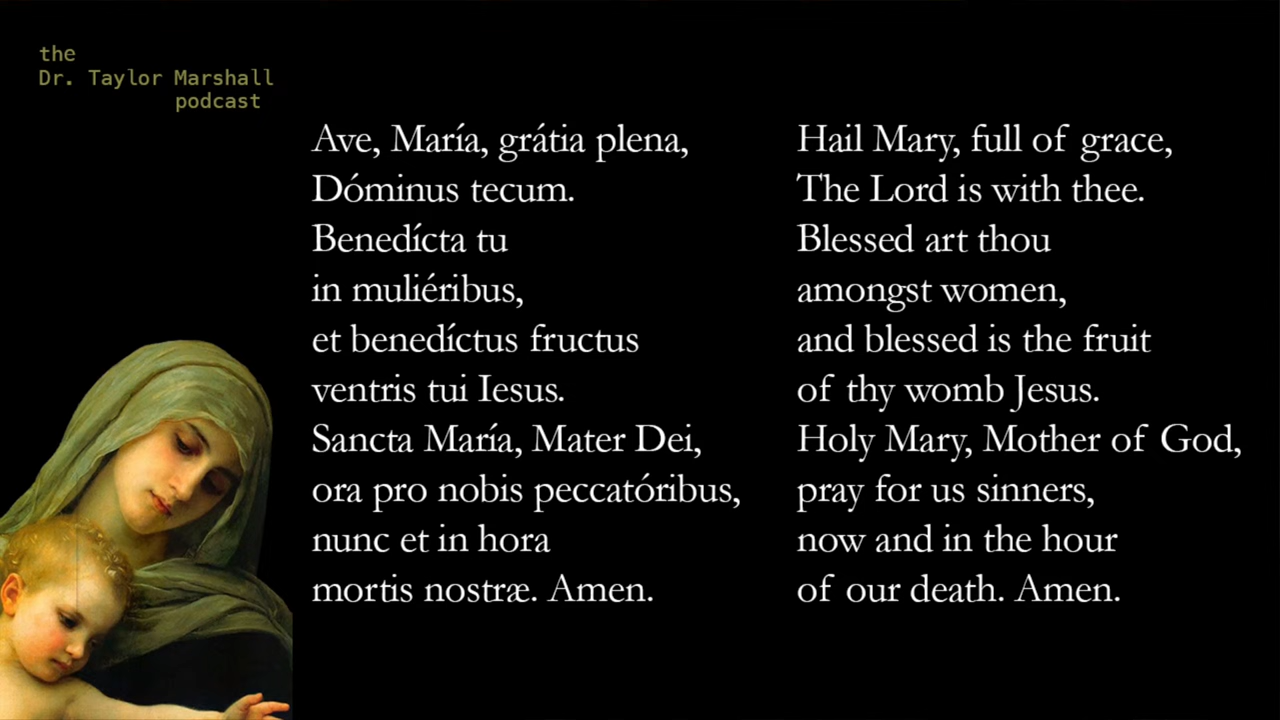 the
Dr. Taylor Marshall
podcast
Ave, María, grátia plena,
Dóminus tecum.
Benedícta tu
in muliéribus,
et benedíctus fructus
ventris tui Iesus.
Sancta María, Mater Dei,
ora pro nobis peccatóribus,
nunc et in hora
mortis nostræ. Amen.
Hail Mary, full of grace,
The Lord is with thee.
Blessed art thou
amongst women,
and blessed is the fruit
of thy womb Jesus.
Holy Mary, Mother of God,
pray for us sinners,
now and in the hour
of our death. Amen.